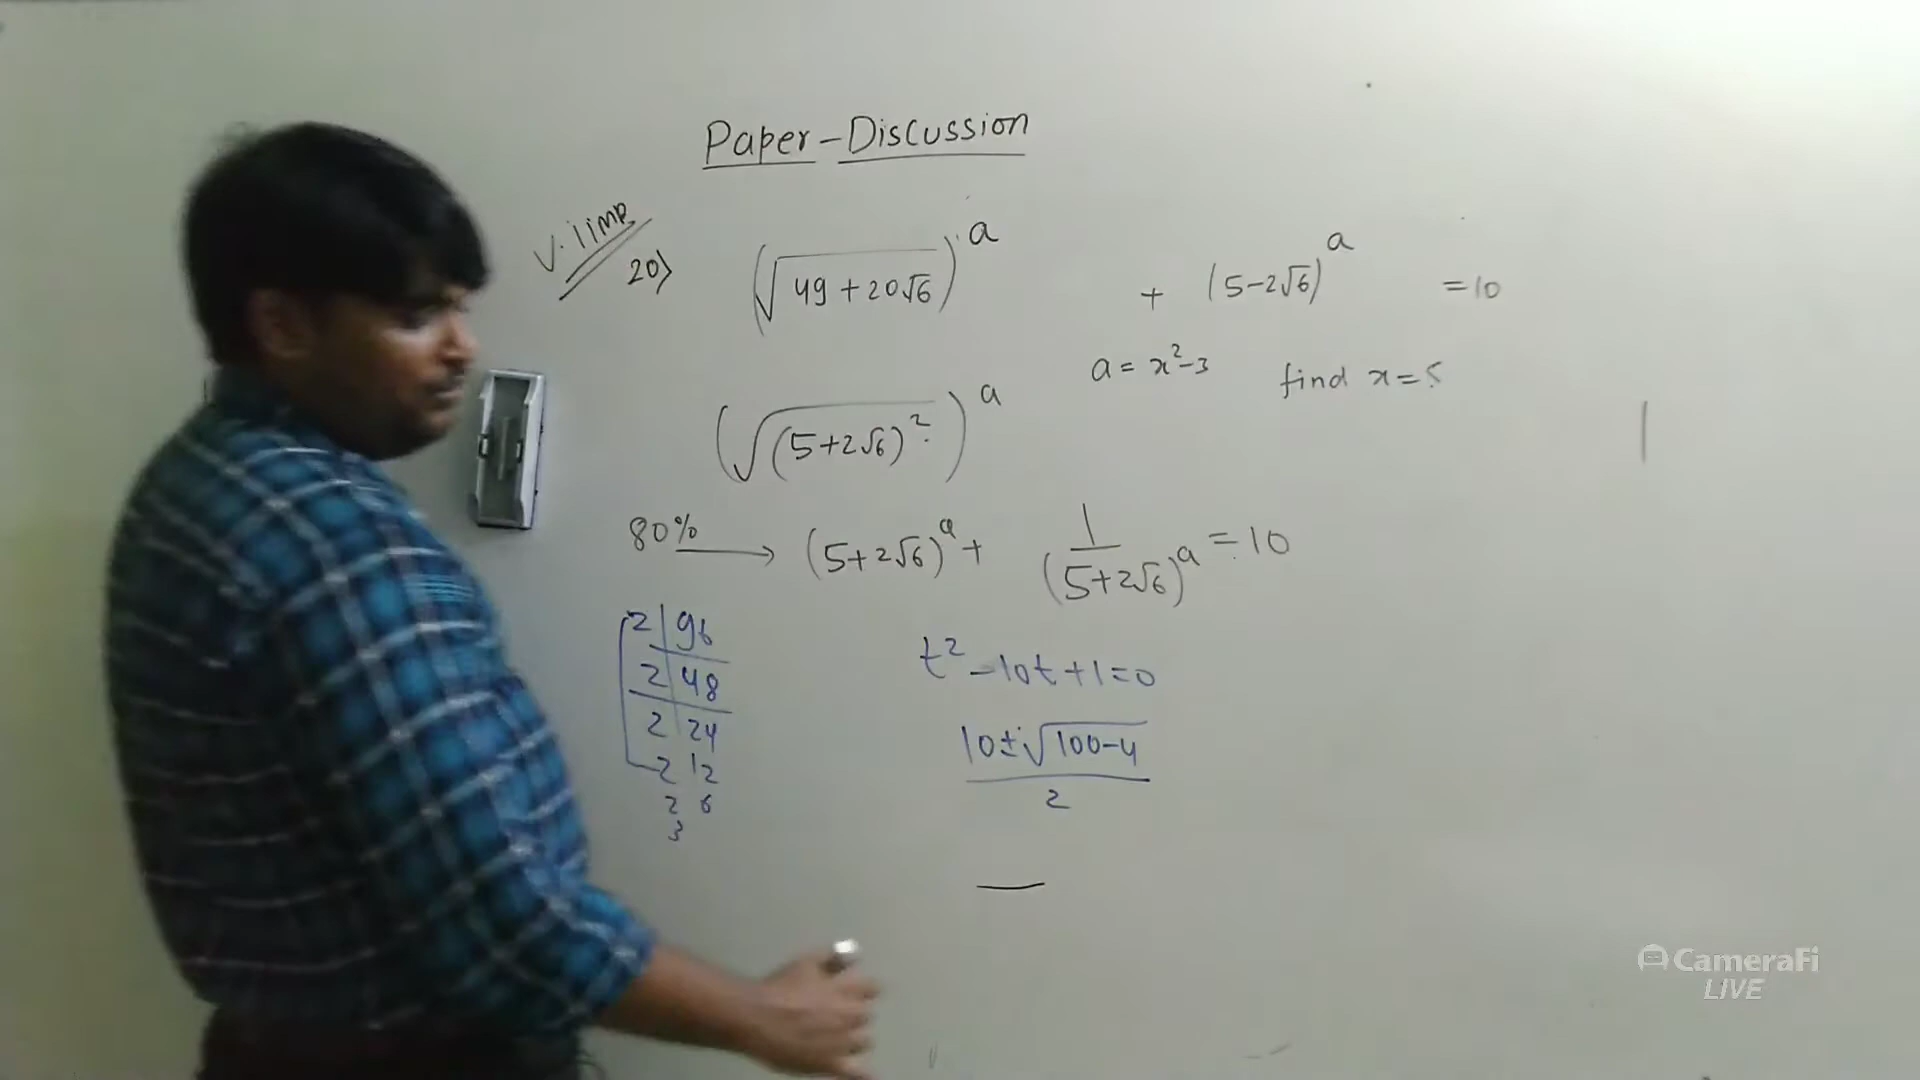 Paper-Discussion
V. iimp
20) (√(49+20√6))^a + (5-2√6)^a =10
a = x²-3 find x=?
(√((5+2√6)²))^a
80% → (5+2√6)^a + 1/(5+2√6)^a = 10
2 | 96
2 | 48
2 | 24
2 12
2 6
3
t² -10t +1=0
10±√(100-4)
2
CameraFi
LIVE